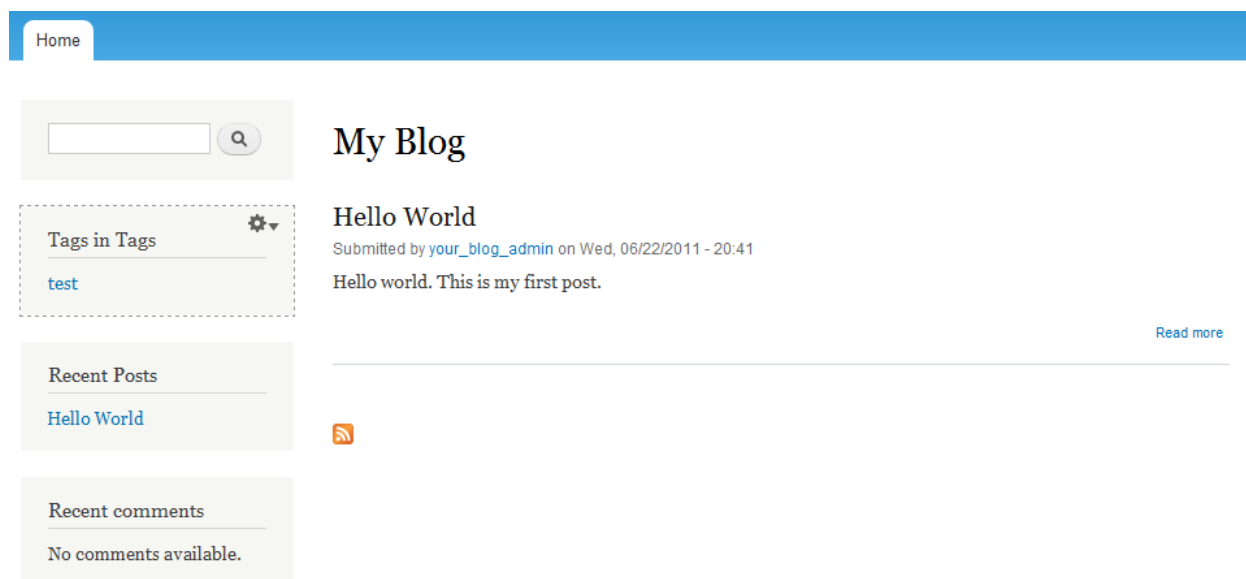 Home
Tags in Tags
test
Recent Posts
Hello World
Recent comments
No comments available.
My Blog
Hello World
Submitted by your_blog_admin on Wed, 06/22/2011 - 20:41
Hello world. This is my first post.
Read more